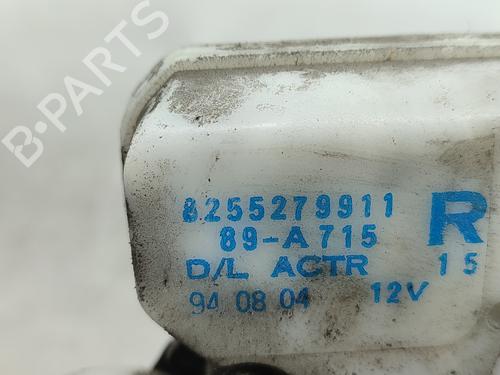 B-PARTS
8255279911
89-A715
R
D/L ACTR
15
94 08 04
12V